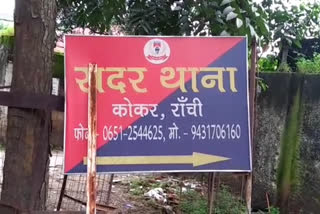 सदर थाना
कोकर, राँची
फोन - 0651-2544625, मो. - 9431706160